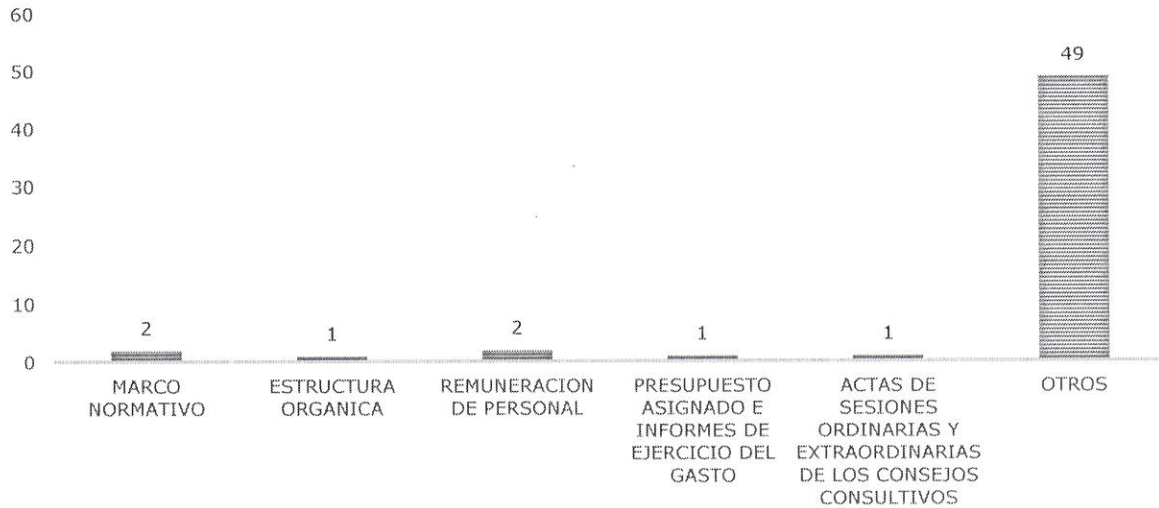 60
50
40
30
20
10
0
2
1
2
1
1
49
MARCO
NORMATIVO
ESTRUCTURA
ORGANICA
REMUNERACION
DE PERSONAL
PRESUPUESTO
ASIGNADO E
INFORMES DE
EJERCICIO DEL
GASTO
ACTAS DE
SESIONES
ORDINARIAS Y
EXTRAORDINARIAS
DE LOS CONSEJOS
CONSULTIVOS
OTROS